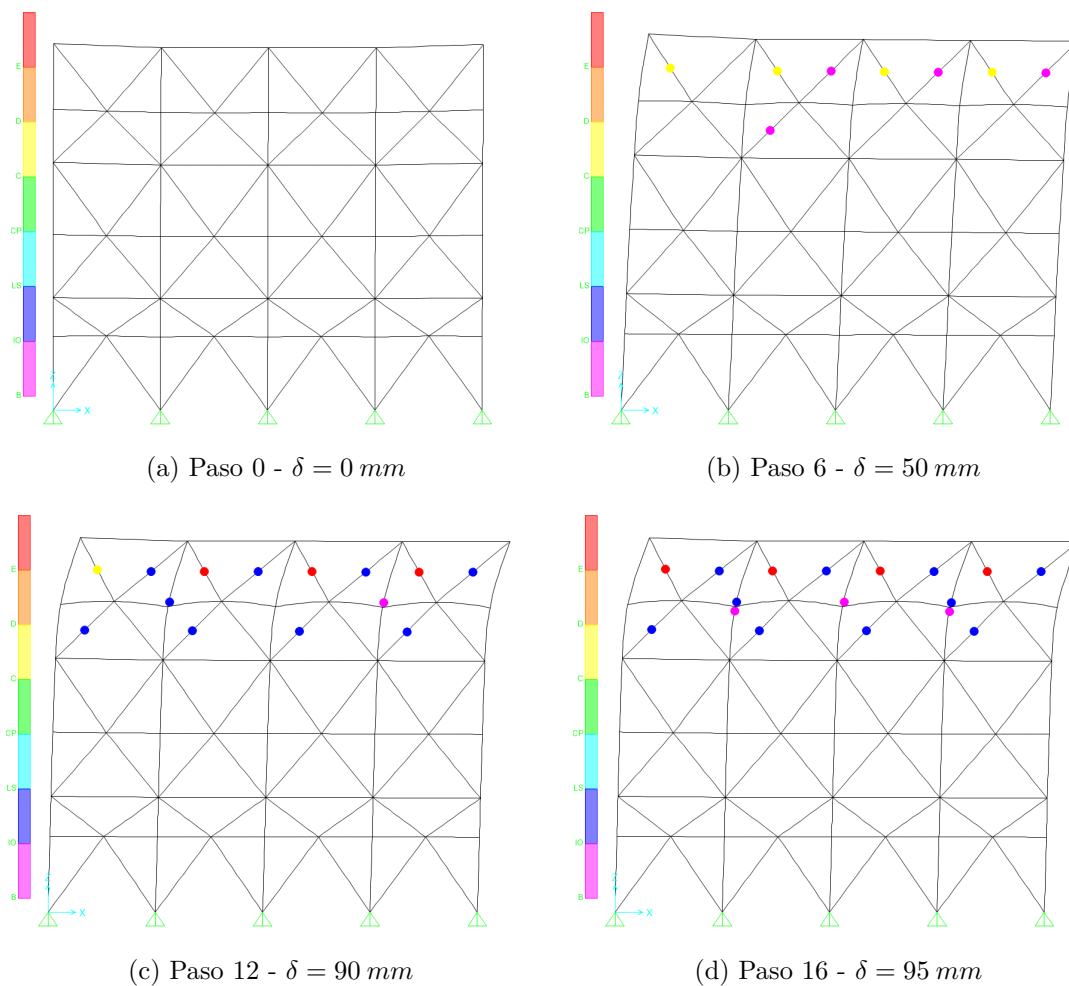 E
D
C
CP
LS
IO
B
Z
X
(a) Paso 0 - δ = 0 mm
E
D
C
CP
LS
IO
B
Z
X
(b) Paso 6 - δ = 50 mm
E
D
C
CP
LS
IO
B
Z
X
(c) Paso 12 - δ = 90 mm
E
D
C
CP
LS
IO
B
Z
X
(d) Paso 16 - δ = 95 mm